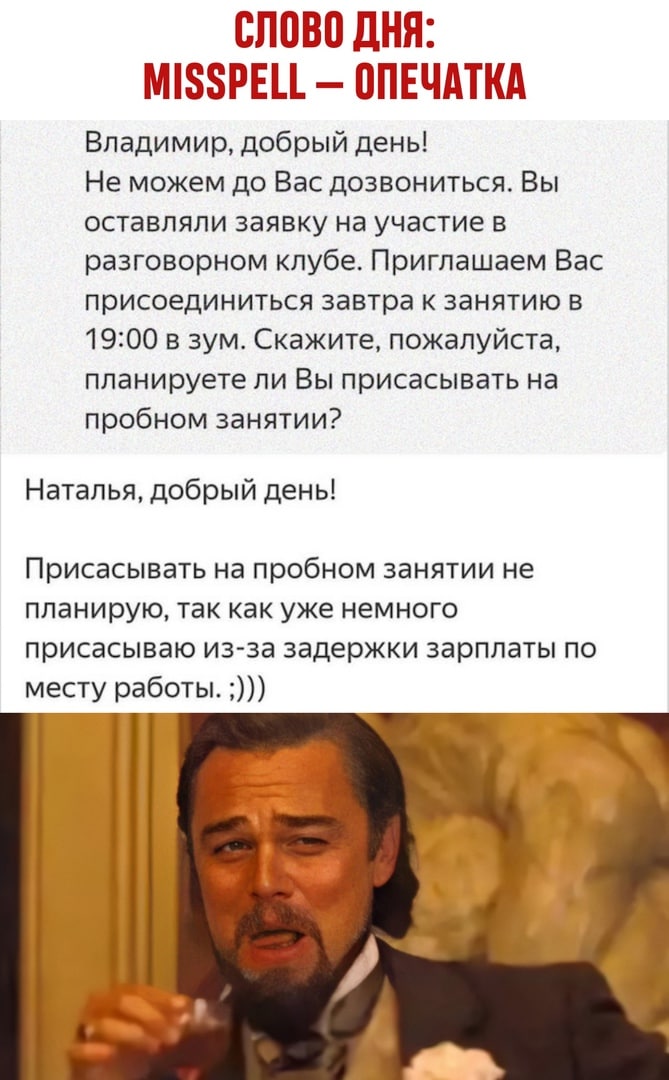 СЛОВО ДНЯ:
MISSPELL – ОПЕЧАТКА
Владимир, добрый день!
Не можем до Вас дозвониться. Вы
оставляли заявку на участие в
разговорном клубе. Приглашаем Вас
присоединиться завтра к занятию в
19:00 в зум. Скажите, пожалуйста,
планируете ли Вы присасывать на
пробном занятии?
Наталья, добрый день!
Присасывать на пробном занятии не
планирую, так как уже немного
присасываю из-за задержки зарплаты по
месту работы. ;)))